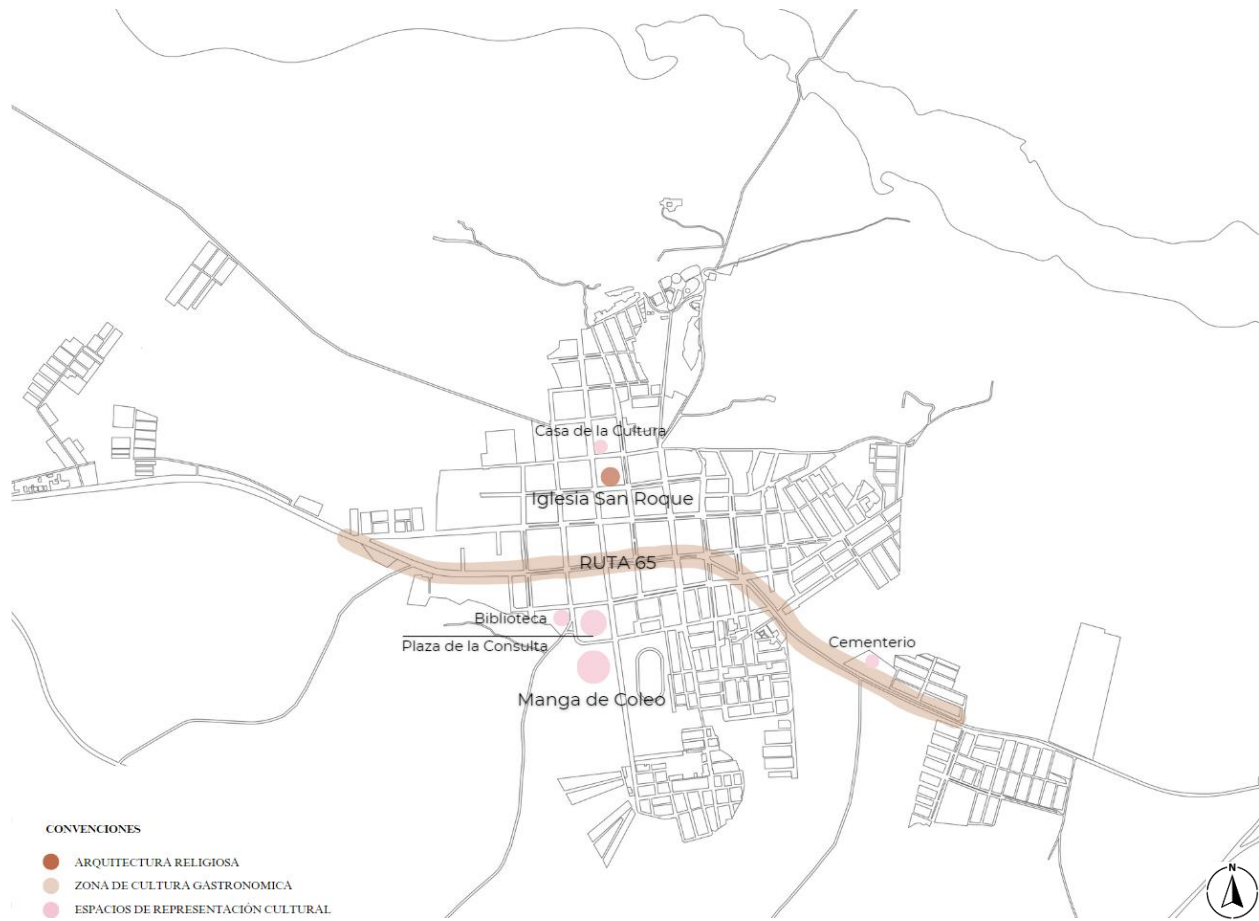 Casa de la Cultura
Iglesia San Roque
RUTA 65
Biblioteca
Plaza de la Consulta
Cementerio
Manga de Coleo
CONVENCIONES
ARQUITECTURA RELIGIOSA
ZONA DE CULTURA GASTRONOMICA
ESPACIOS DE REPRESENTACIÓN CULTURAL
N